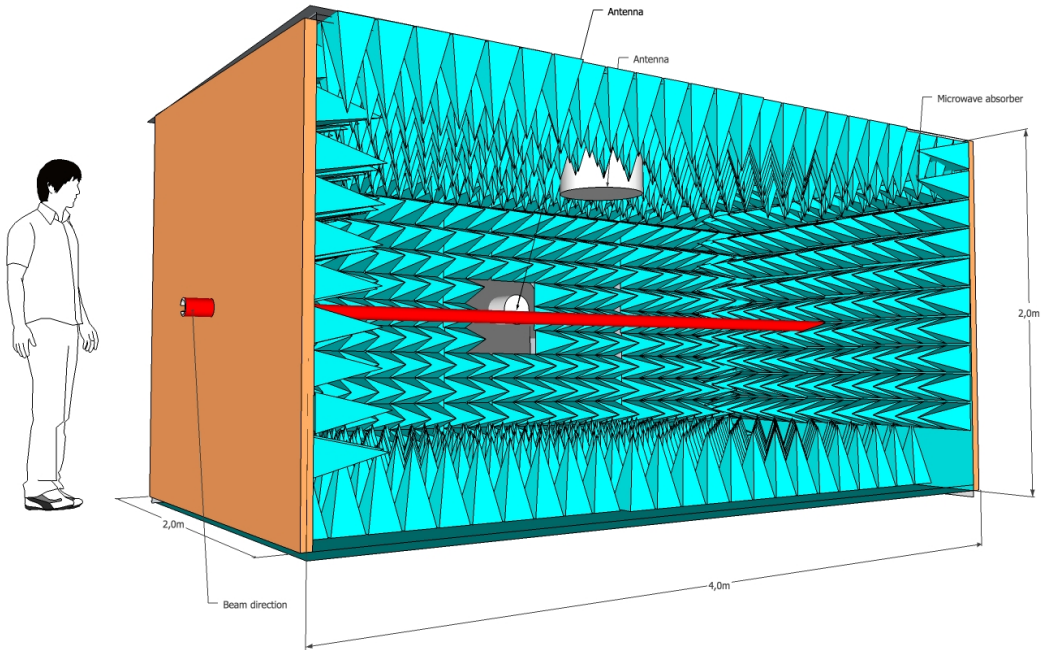 Antenna
Antenna
Microwave absorber
2,0m
2,0m
4,0m
Beam direction